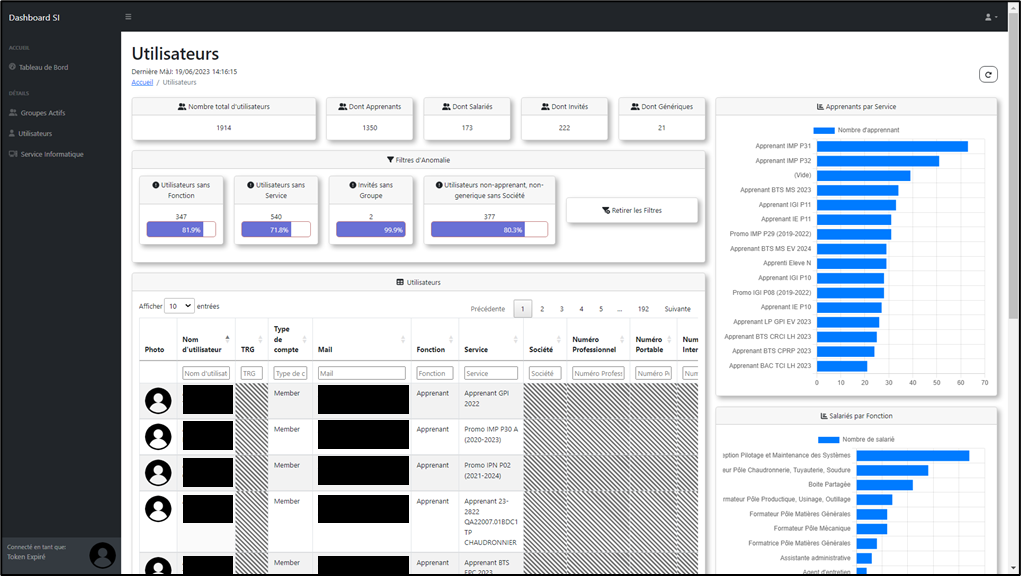 Dashboard SI
ACCUEIL
Tableau de Bord
DÉTAILS
Groupes Actifs
Utilisateurs
Service Informatique
Connecté en tant que:
Token Expiré
Utilisateurs
Dernière MàJ: 19/06/2023 14:16:15
Accueil / Utilisateurs
Nombre total d'utilisateurs
1914
Dont Apprenants
1350
Dont Salariés
173
Dont Invités
222
Dont Génériques
21
Filtres d'Anomalie
Utilisateurs sans
Fonction
347
81.9%
Utilisateurs sans
Service
540
71.8%
Invités sans
Groupe
2
99.9%
Utilisateurs non-apprenant, non-
generique sans Société
377
80.3%
Retirer les Filtres
Utilisateurs
Afficher 10 entrées
Précédente 1 2 3 4 5 ... 192 Suivante
Photo
Nom
d'utilisateur
TRG
Type
de
compte
Mail
Fonction
Service
Société
Numéro
Professionnel
Numéro
Portable
Num
Inter
Nom d'utilisat
TRG
Type de c
Mail
Fonction
Service
Société
Numéro Profess
Numéro Po
Num
Member
Apprenant
Apprenant GPI
2022
Member
Apprenant
Promo IMP P30 A
(2020-2023)
Member
Apprenant
Promo IPN P02
(2021-2024)
Member
Apprenant
Apprenant 23-
2822
QA22007.01BDC1
TP
CHAUDRONNIER
Member
Apprenant
Apprenant BTS
EPC 2023
Apprenants par Service
Nombre d'apprennant
Apprenant IMP P31
Apprenant IMP P32
(Vide)
Apprenant BTS MS 2023
Apprenant IGI P11
Apprenant IE P11
Promo IMP P29 (2019-2022)
Apprenant BTS MS EV 2024
Apprenti Eleve N
Apprenant IGI P10
Promo IGI P08 (2019-2022)
Apprenant IE P10
Apprenant LP GPI EV 2023
Apprenant BTS CRCI LH 2023
Apprenant BTS CPRP 2023
Apprenant BAC TCI LH 2023
0 10 20 30 40 50 60 70
Salariés par Fonction
Nombre de salarié
ption Pilotage et Maintenance des Systèmes
eur Pôle Chaudronnerie, Tuyauterie, Soudure
Boite Partagée
rmateur Pôle Productique, Usinage, Outillage
Formateur Pôle Matières Générales
Formateur Pôle Mécanique
Formatrice Pôle Matières Générales
Assistante administrative
Agent d'entretien